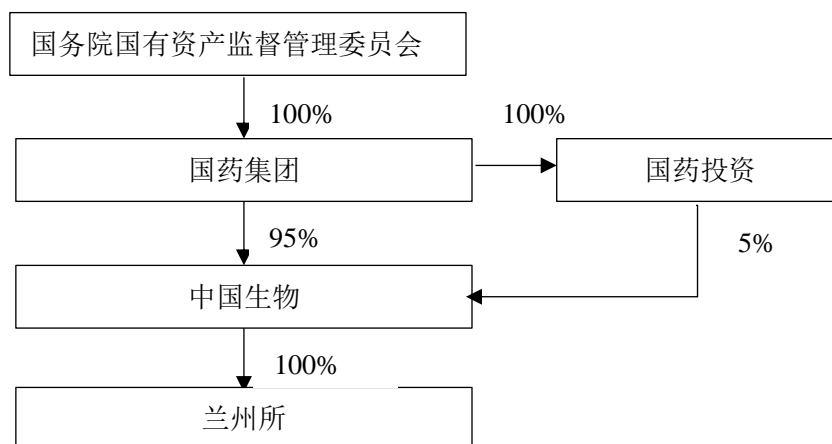 国务院国有资产监督管理委员会
100%
100%
国药集团
国药投资
95%
5%
中国生物
100%
兰州所